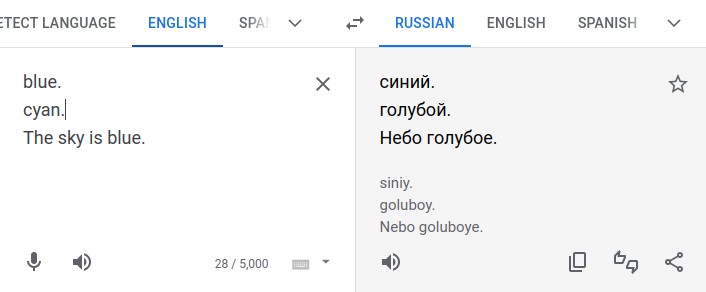 ETECT LANGUAGE ENGLISH SPA RUSSIAN ENGLISH SPANISH
blue.
cyan.
The sky is blue.
28 / 5,000
синий.
голубой.
Небо голубое.
siniy.
goluboy.
Nebo goluboye.